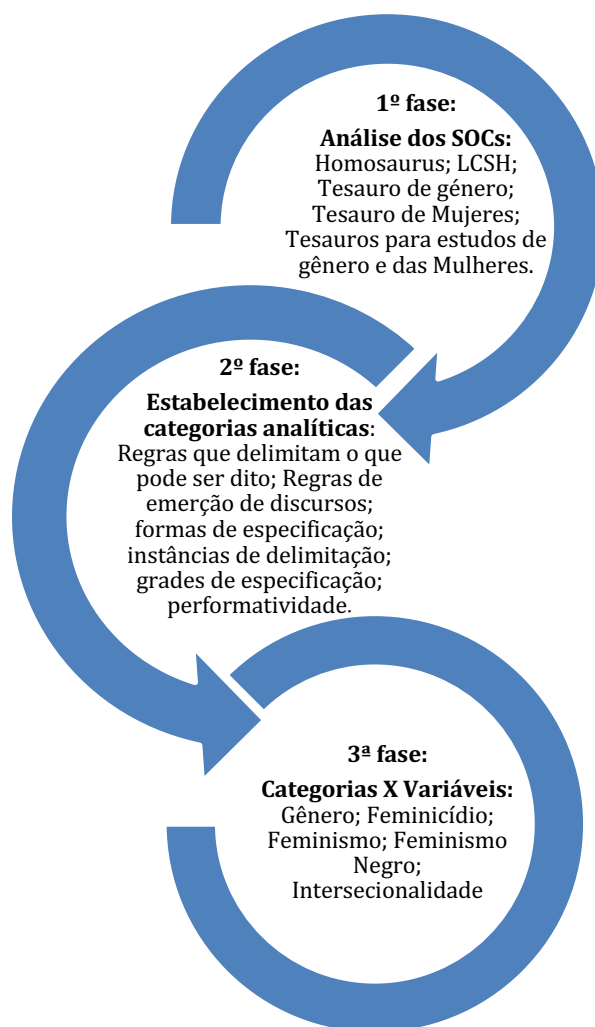 1º fase:
Análise dos SOCs:
Homosaurus; LCSH;
Tesauro de género;
Tesauro de Mujeres;
Tesauros para estudos de
gênero e das Mulheres.
2º fase:
Estabelecimento das
categorias analíticas:
Regras que delimitam o que
pode ser dito; Regras de
emerção de discursos;
formas de especificação;
instâncias de delimitação;
grades de especificação;
performatividade.
3ª fase:
Categorias X Variáveis:
Gênero; Feminicídio;
Feminismo; Feminismo
Negro;
Intersecionalidade